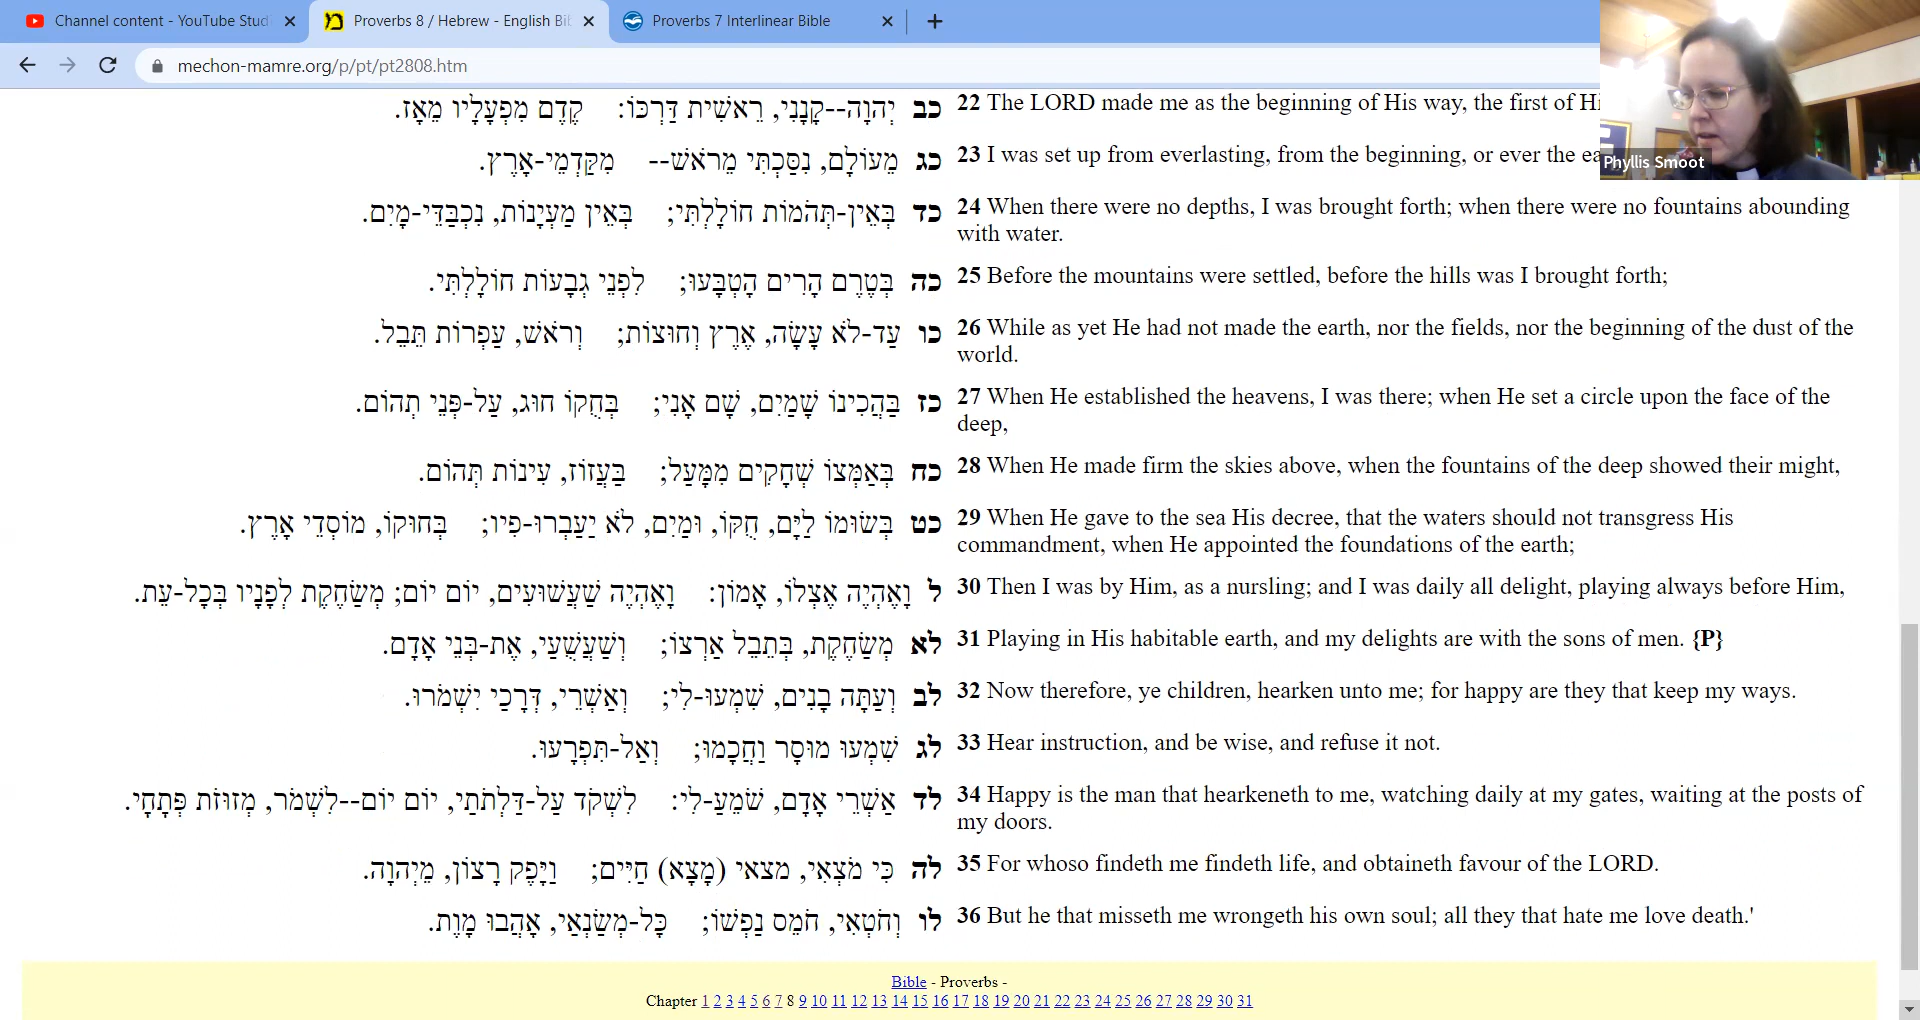 Channel content - YouTube Stud
Proverbs 8 / Hebrew - English Bib
Proverbs 7 Interlinear Bible
mechon-mamre.org/p/pt/pt2808.htm
Phyllis Smoot
כב יְהוָה--קָנָנִי, רֵאשִׁית דַּרְכּוֹ: קֶדֶם מִפְעָלָיו מֵאָז.
22 The LORD made me as the beginning of His way, the first of Hi
כג מֵעוֹלָם, נִסַּכְתִּי מֵרֹאשׁ-- מִקַּדְמֵי-אָרֶץ.
23 I was set up from everlasting, from the beginning, or ever the ea
כד בְּאֵין-תְּהֹמוֹת חוֹלָלְתִּי; בְּאֵין מַעְיָנוֹת, נִכְבַּדֵּי-מָיִם.
24 When there were no depths, I was brought forth; when there were no fountains abounding
with water.
כה בְּטֶרֶם הָרִים הָטְבָּעוּ; לִפְנֵי גְבָעוֹת חוֹלָלְתִּי.
25 Before the mountains were settled, before the hills was I brought forth;
כו עַד-לֹא עָשָׂה, אֶרֶץ וְחוּצוֹת; וְרֹאשׁ, עַפְרוֹת תֵּבֵל.
26 While as yet He had not made the earth, nor the fields, nor the beginning of the dust of the
world.
כז בַּהֲכִינוֹ שָׁמַיִם, שָׁם אָנִי; בְּחֻקוֹ חוּג, עַל-פְּנֵי תְהוֹם.
27 When He established the heavens, I was there; when He set a circle upon the face of the
deep,
כח בְּאַמְּצוֹ שְׁחָקִים מִמָּעַל; בַּעֲזוֹז, עִינוֹת תְּהוֹם.
28 When He made firm the skies above, when the fountains of the deep showed their might,
כט בְּשׂוּמוֹ לַיָּם, חֻקּוֹ, וּמַיִם, לֹא יַעַבְרוּ-פִיו; בְּחוּקוֹ, מוֹסְדֵי אָרֶץ.
29 When He gave to the sea His decree, that the waters should not transgress His
commandment, when He appointed the foundations of the earth;
ל וָאֶהְיֶה אֶצְלוֹ, אָמוֹן: וָאֶהְיֶה שַׁעֲשׁוּעִים, יוֹם יוֹם; מְשַׂחֶקֶת לְפָנָיו בְּכָל-עֵת.
30 Then I was by Him, as a nursling; and I was daily all delight, playing always before Him,
לא מְשַׂחֶקֶת, בְּתֵבֵל אַרְצוֹ; וְשַׁעֲשֻׁעַי, אֶת-בְּנֵי אָדָם.
31 Playing in His habitable earth, and my delights are with the sons of men. {P}
לב וְעַתָּה בָנִים, שִׁמְעוּ-לִי; וְאַשְׁרֵי, דְּרָכַי יִשְׁמֹרוּ.
32 Now therefore, ye children, hearken unto me; for happy are they that keep my ways.
לג שִׁמְעוּ מוּסָר וַחֲכָמוּ; וְאַל-תִּפְרָעוּ.
33 Hear instruction, and be wise, and refuse it not.
לד אַשְׁרֵי אָדָם, שֹׁמֵעַ-לִי: לִשְׁקֹד עַל-דַּלְתֹתַי, יוֹם יוֹם--לִשְׁמֹר, מְזוּזֹת פְּתָחָי.
34 Happy is the man that hearkeneth to me, watching daily at my gates, waiting at the posts of
my doors.
לה כִּי מֹצְאִי, מצאי (מָצָא) חַיִּים; וַיָּפֶק רָצוֹן, מֵיְהוָה.
35 For whoso findeth me findeth life, and obtaineth favour of the LORD.
לו וְחֹטְאִי, חֹמֵס נַפְשׁוֹ; כָּל-מְשַׂנְאַי, אָהֲבוּ מָוֶת.
36 But he that misseth me wrongeth his own soul; all they that hate me love death.'
Bible - Proverbs -
Chapter 1 2 3 4 5 6 7 8 9 10 11 12 13 14 15 16 17 18 19 20 21 22 23 24 25 26 27 28 29 30 31